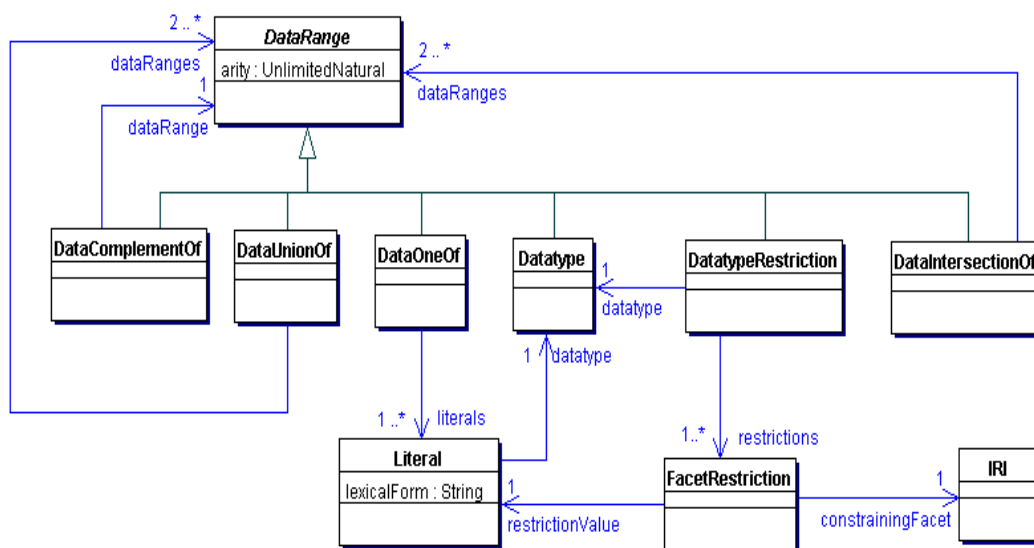 2 .. *
DataRange
dataRanges
arity : UnlimitedNatural
2 .. *
dataRanges
1
dataRange
DataComplementOf
DataUnionOf
DataOneOf
Datatype
DatatypeRestriction
DataIntersectionOf
1
datatype
1
datatype
1 ..*
literals
1..*
restrictions
Literal
lexicalForm : String
FacetRestriction
IRI
1
restrictionValue
1
constrainingFacet